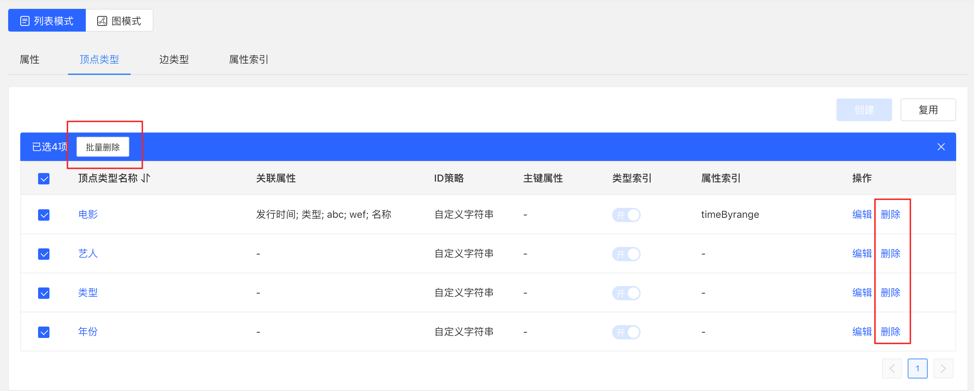 列表模式 图模式
属性 顶点类型 边类型 属性索引
创建 复用
已选4项 批量删除
顶点类型名称 关联属性 ID策略 主键属性 类型索引 属性索引 操作
电影 发行时间; 类型; abc; wef; 名称 自定义字符串 - 开 timeByrange 编辑 删除
艺人 - 自定义字符串 - 开 - 编辑 删除
类型 - 自定义字符串 - 开 - 编辑 删除
年份 - 自定义字符串 - 开 - 编辑 删除
1